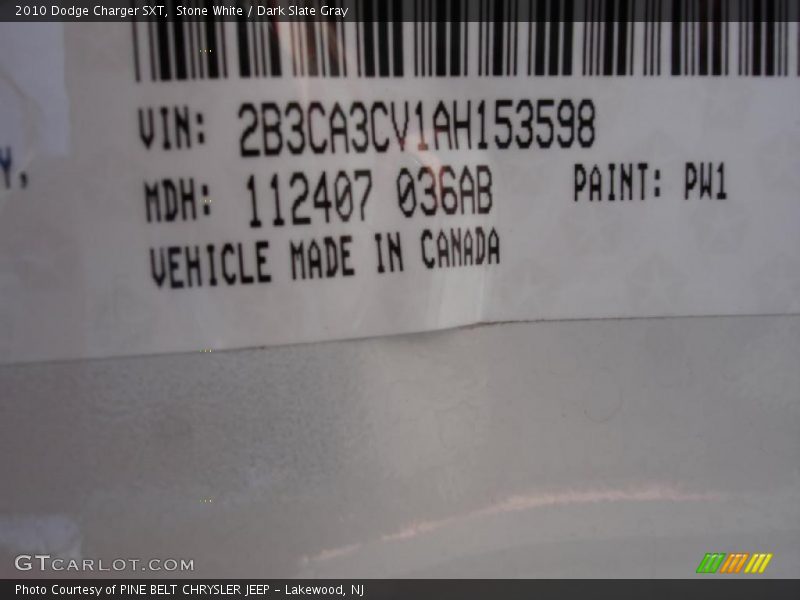 2010 Dodge Charger SXT, Stone White / Dark Slate Gray
VIN: 2B3CA3CV1AH153598
Y,
MDH: 112407 036AB PAINT: PW1
VEHICLE MADE IN CANADA
GTCARLOT.COM
Photo Courtesy of PINE BELT CHRYSLER JEEP – Lakewood, NJ